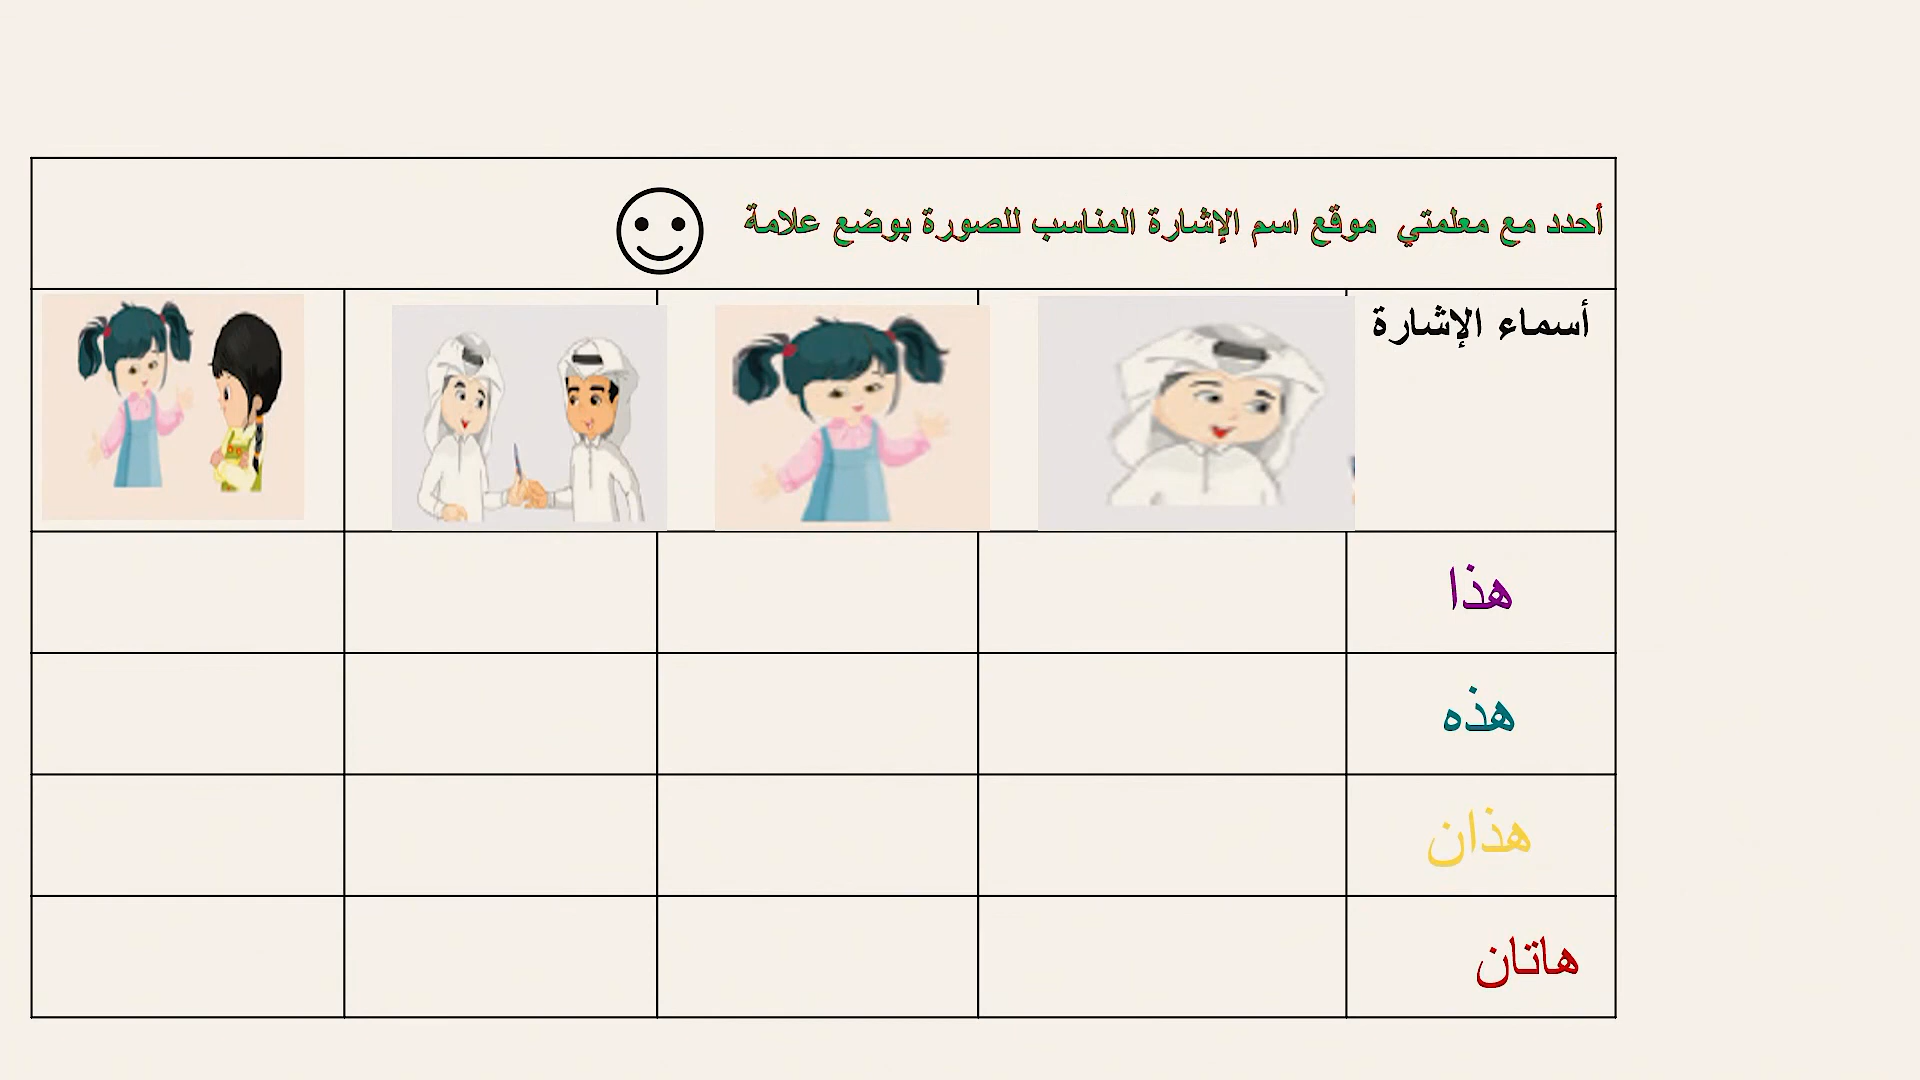 أحدد مع معلمتي موقع اسم الإشارة المناسب للصورة بوضع علامة
أسماء الإشارة
هذا
هذه
هذان
هاتان